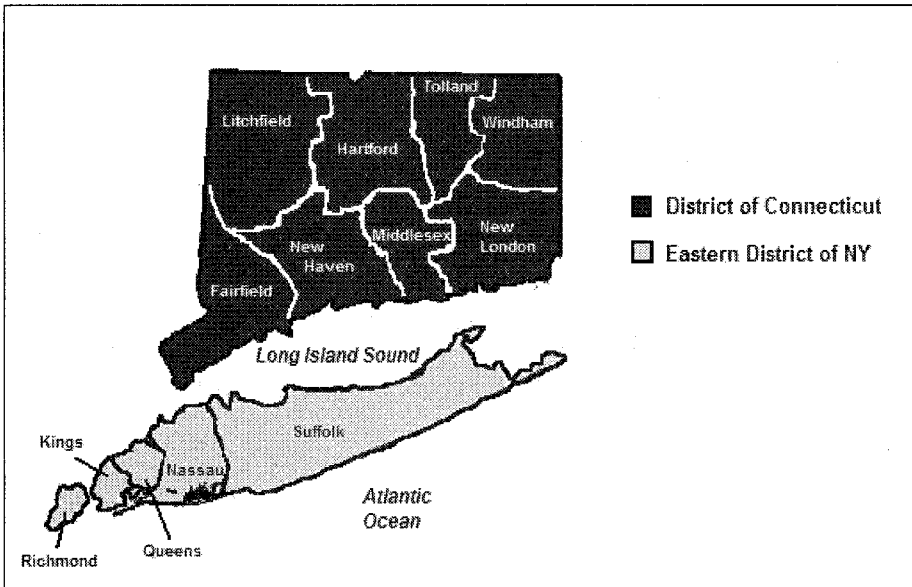 Tolland
Litchfield
Windham
Hartford
District of Connecticut
Middlesex
New
London
New
Haven
Eastern District of NY
Fairfield
Long Island Sound
Suffolk
Kings
Nassau
Atlantic
Ocean
Queens
Richmond